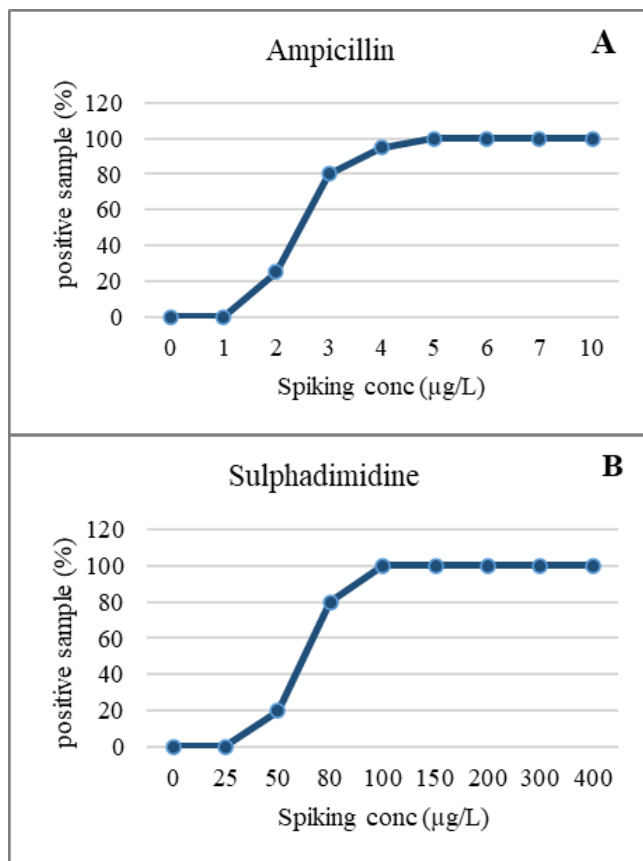 A
Ampicillin
positive sample (%)
120
100
80
60
40
20
0
0 1 2 3 4 5 6 7 10
Spiking conc (µg/L)
B
Sulphadimidine
positive sample (%)
120
100
80
60
40
20
0
0 25 50 80 100 150 200 300 400
Spiking conc (µg/L)